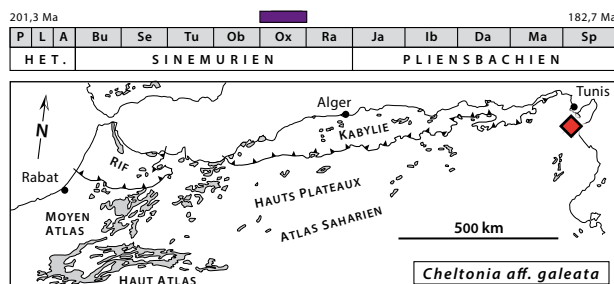 201,3 Ma 182,7 Ma
P L A Bu Se Tu Ob Ox Ra Ja Ib Da Ma Sp
HET. SINEMURIEN PLIENSBACHIEN
Tunis
Alger
N
KABYLIE
RIF
Rabat
HAUTS PLATEAUX
MOYEN
ATLAS
ATLAS SAHARIEN
500 km
HAUT ATLAS
Cheltonia aff. galeata